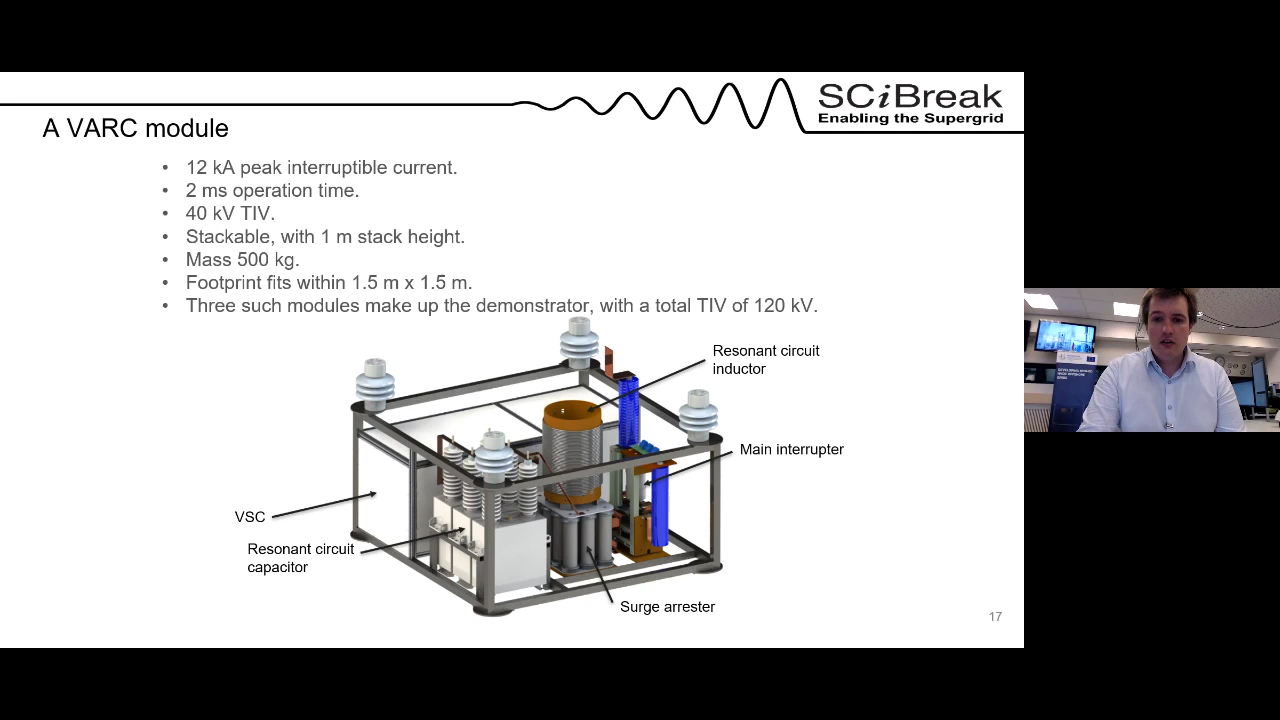 SCiBreak
Enabling the Supergrid
A VARC module
• 12 kA peak interruptible current.
• 2 ms operation time.
• 40 kV TIV.
• Stackable, with 1 m stack height.
• Mass 500 kg.
• Footprint fits within 1.5 m x 1.5 m.
• Three such modules make up the demonstrator, with a total TIV of 120 kV.
Resonant circuit
inductor
Main interrupter
VSC
Resonant circuit
capacitor
Surge arrester
17